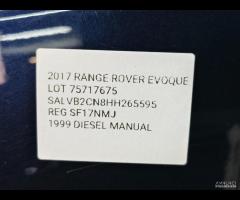 2017 RANGE ROVER EVOQUE
LOT 75717675
SALVB2CN8HH265595
REG SF17NMJ
1999 DIESEL MANUAL